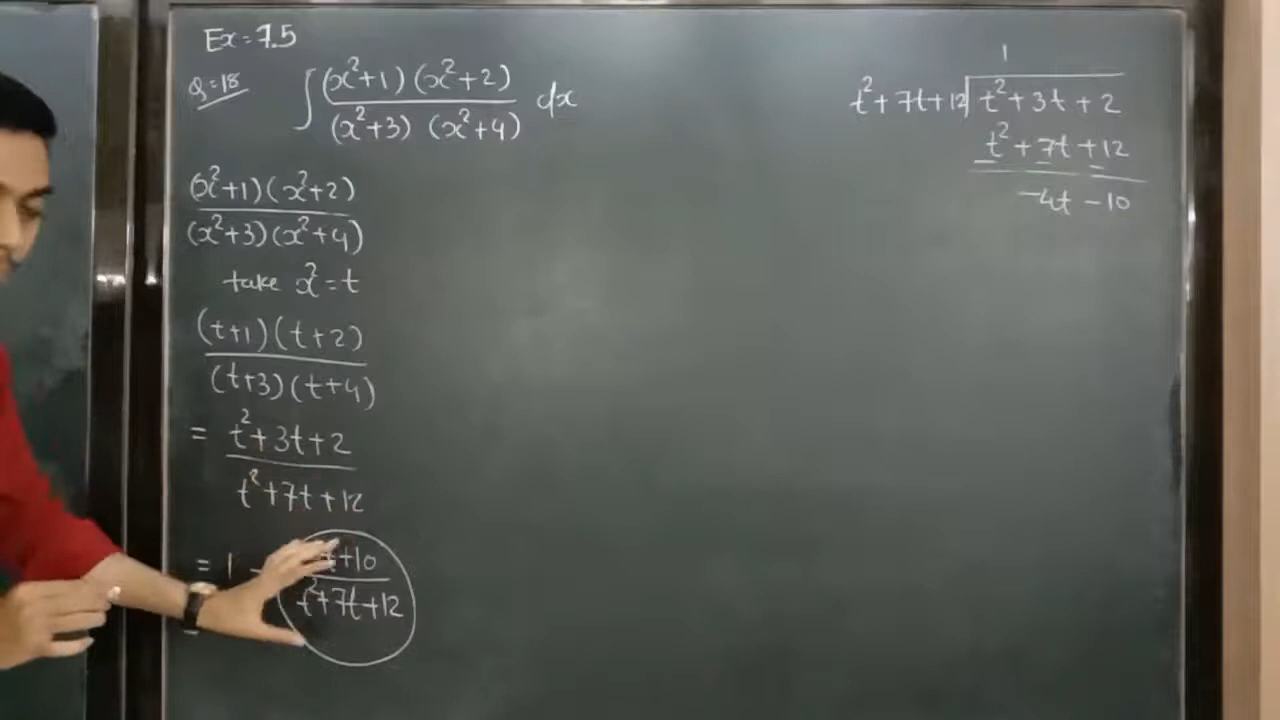 Ex = 7.5
Q=18 ∫ (x²+1) (x²+2) / (x²+3) (x²+4) dx
(x²+1)(x²+2)
(x²+3)(x²+4)
take x²=t
(t+1)(t+2)
(t+3)(t+4)
= t²+3t+2
t²+7t+12
= 1 - t+10
t²+7t+12
=
1
t²+7t+12 t²+3t+2
t²+7t+12
- - -
-4t -10